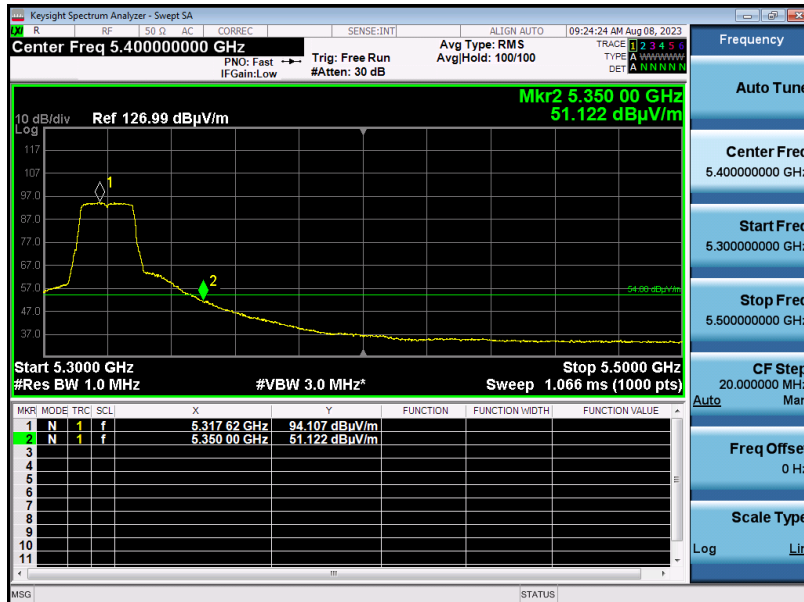 Keysight Spectrum Analyzer - Swept SA
LXI R RF 50 Ω AC CORREC SENSE:INT ALIGN AUTO 09:24:24 AM Aug 08, 2023
Center Freq 5.400000000 GHz
PNO: Fast
IFGain:Low
Trig: Free Run
#Atten: 30 dB
Avg Type: RMS
Avg|Hold: 100/100
TRACE 1 2 3 4 5 6
TYPE A WWWWW
DET A N N N N N
Mkr2 5.350 00 GHz
51.122 dBµV/m
10 dB/div Ref 126.99 dBµV/m
Log
117
107
97.0
87.0
77.0
67.0
57.0
47.0
37.0
1
2
54.00 dBµV/m
Start 5.3000 GHz Stop 5.5000 GHz
#Res BW 1.0 MHz #VBW 3.0 MHz* Sweep 1.066 ms (1000 pts)
MKR MODE TRC SCL X Y FUNCTION FUNCTION WIDTH FUNCTION VALUE
1 N 1 f 5.317 62 GHz 94.107 dBµV/m
2 N 1 f 5.350 00 GHz 51.122 dBµV/m
3
4
5
6
7
8
9
10
11
MSG STATUS
Frequency
Auto Tune
Center Freq
5.400000000 GHz
Start Freq
5.300000000 GHz
Stop Freq
5.500000000 GHz
CF Step
20.000000 MHz
Auto Man
Freq Offset
0 Hz
Scale Type
Log Lin